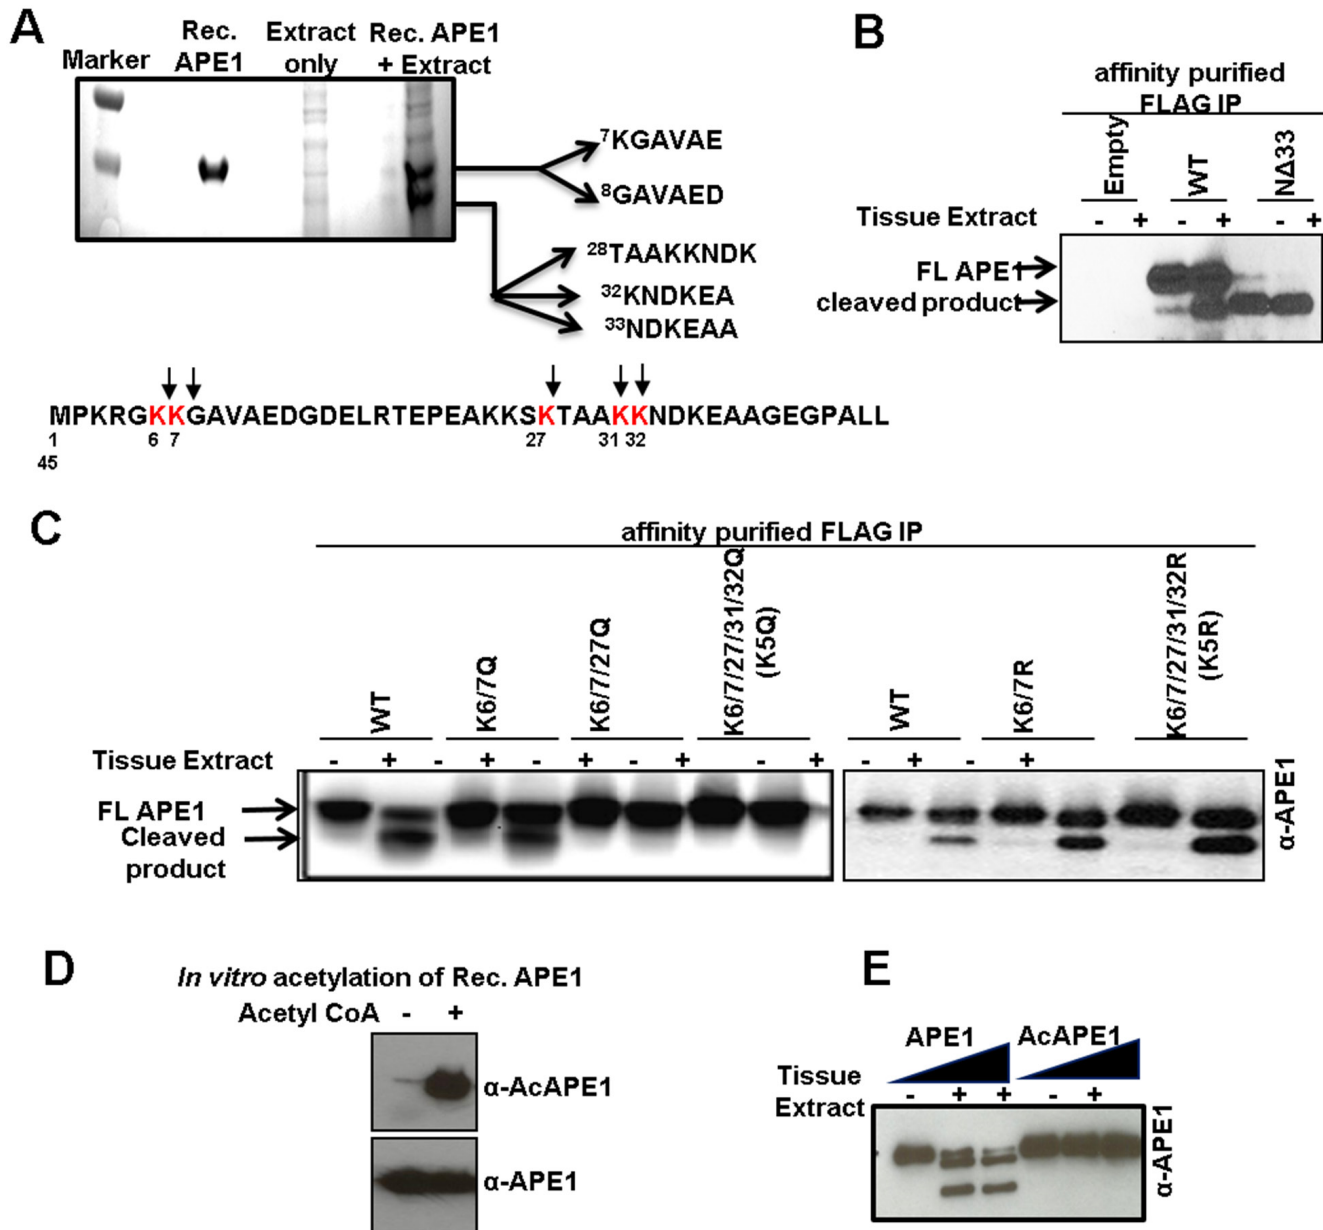 A
Marker
Rec.
APE1
Extract
only
Rec. APE1
+ Extract
⁷KGAVAE
⁸GAVAED
²⁸TAAKKNDK
³²KNDKEA
³³NDKEAA
MPKRGKKGAVAEDGDELRTEPEAKKSKTAAKKNDKEAAGEGPALL
1 6 7 27 31 32
45
B
affinity purified
FLAG IP
Empty WT NΔ33
Tissue Extract - + - + - +
FL APE1
cleaved product
C
affinity purified FLAG IP
WT
K6/7Q
K6/7/27Q
K6/7/27/31/32Q
(K5Q)
WT
K6/7R
K6/7/27/31/32R
(K5R)
Tissue Extract - + - + - + - + - + - + - +
FL APE1
Cleaved
product
α-APE1
D
In vitro acetylation of Rec. APE1
Acetyl CoA - +
α-AcAPE1
α-APE1
E
APE1 AcAPE1
Tissue
Extract
- + + - +
α-APE1